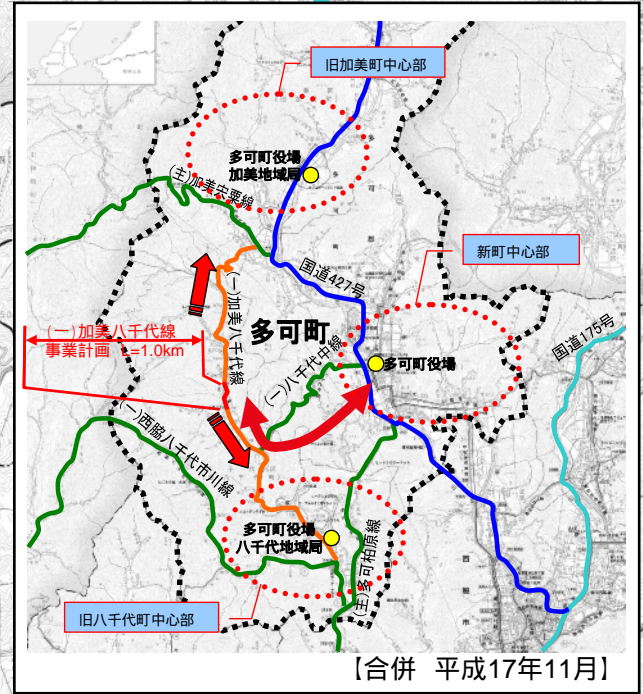 旧加美町中心部
多可町役場
加美地域局
(主)加美宍粟線
新町中心部
国道427号
国道175号
(一)加美八千代線
多可町
(一)加美八千代線
事業計画 L=1.0km
(一)八千代中線
多可町役場
(一)西脇八千代市川線
多可町役場
八千代地域局
(主)多可柏原線
旧八千代町中心部
【合併 平成17年11月】